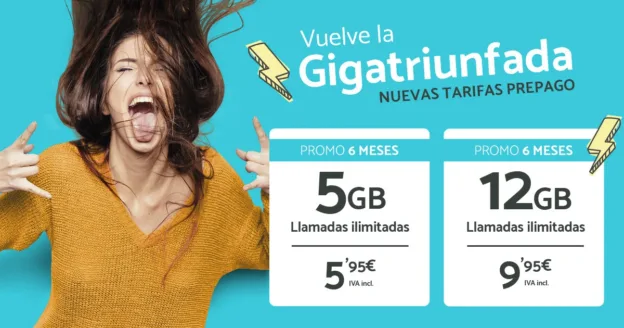 Vuelve la
Gigatriunfada
NUEVAS TARIFAS PREPAGO
PROMO 6 MESES
5GB
Llamadas ilimitadas
5'95€
IVA incl.
PROMO 6 MESES
12GB
Llamadas ilimitadas
9'95€
IVA incl.